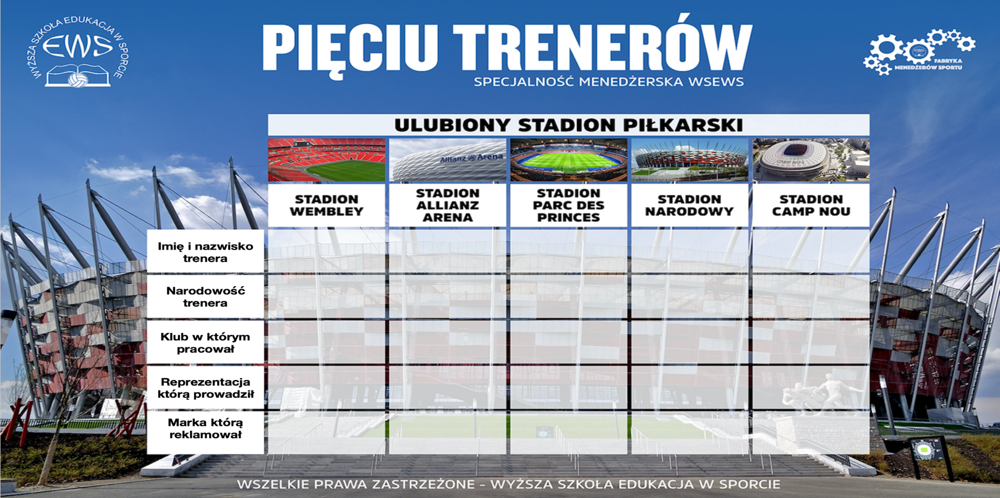 WYŻSZA SZKOŁA EDUKACJA W SPORCIE
EWS
PIĘCIU TRENERÓW
SPECJALNOŚĆ MENEDŻERSKA WSEWS
FABRYKA
MENEDŻERÓW SPORTU
ULUBIONY STADION PIŁKARSKI
Allianz Arena
CAMP NOU
STADION
WEMBLEY
STADION
ALLIANZ
ARENA
STADION
PARC DES
PRINCES
STADION
NARODOWY
STADION
CAMP NOU
Imię i nazwisko
trenera
Narodowość
trenera
Klub w którym
pracował
Reprezentacja
którą prowadził
Marka którą
reklamował
WSZELKIE PRAWA ZASTRZEŻONE - WYŻSZA SZKOŁA EDUKACJA W SPORCIE